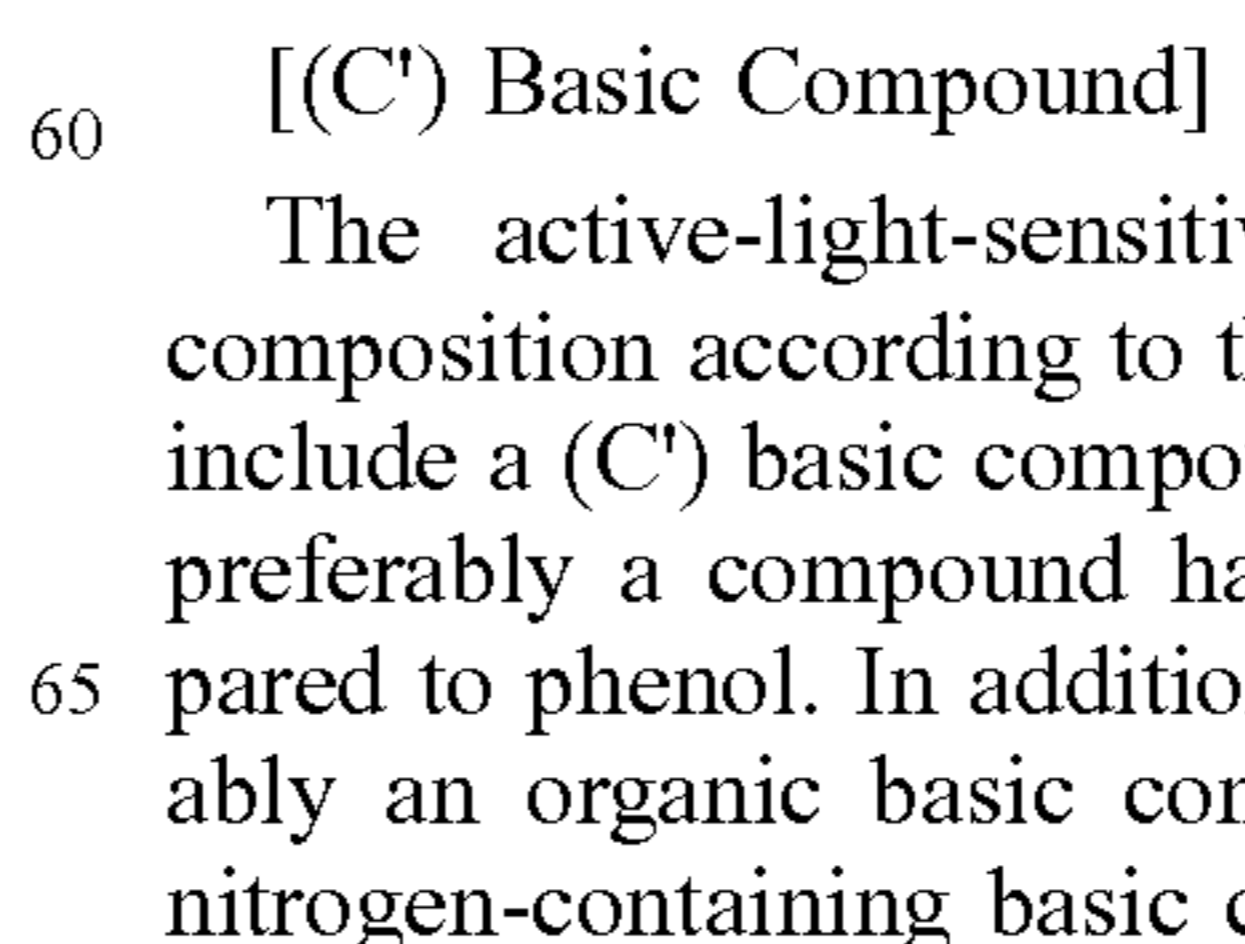 [(C') Basic Compound]
60
The active-light-sensitiv
composition according to th
include a (C') basic compo
preferably a compound ha
65 pared to phenol. In additio
ably an organic basic con
nitrogen-containing basic c